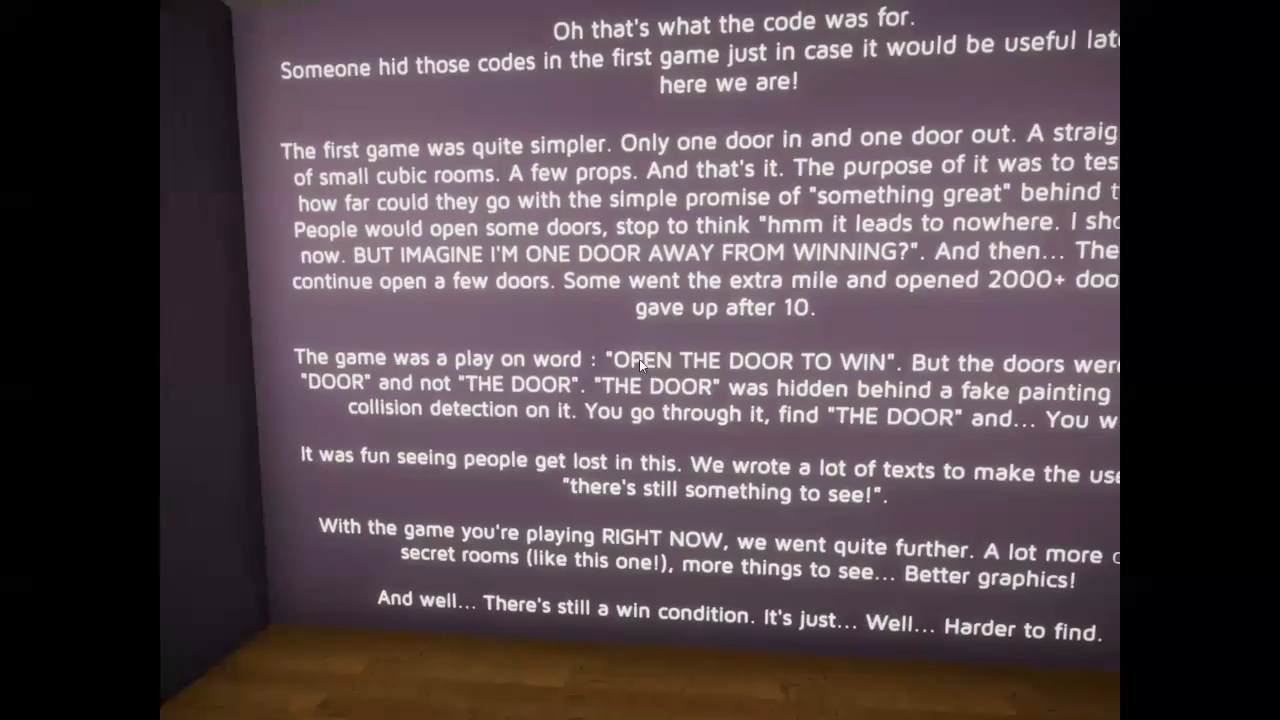 Oh that's what the code was for.
Someone hid those codes in the first game just in case it would be useful
here we are!
The first game was quite simpler. Only one door in and one door out. A
of small cubic rooms. A few props. And that's it. The purpose of it was to
how far could they go with the simple promise of "something great" behind
People would open some doors, stop to think "hmm it leads to nowhere. I
now. BUT IMAGINE I'M ONE DOOR AWAY FROM WINNING?". And then...
continue open a few doors. Some went the extra mile and opened 2000+
gave up after 10.
The game was a play on word : "OPEN THE DOOR TO WIN". But the doors
"DOOR" and not "THE DOOR". "THE DOOR" was hidden behind a fake painting
collision detection on it. You go through it, find "THE DOOR" and... You
It was fun seeing people get lost in this. We wrote a lot of texts to make the
"there's still something to see!".
With the game you're playing RIGHT NOW, we went quite further. A lot more
secret rooms (like this one!), more things to see... Better graphics!
And well... There's still a win condition. It's just... Well... Harder to find.